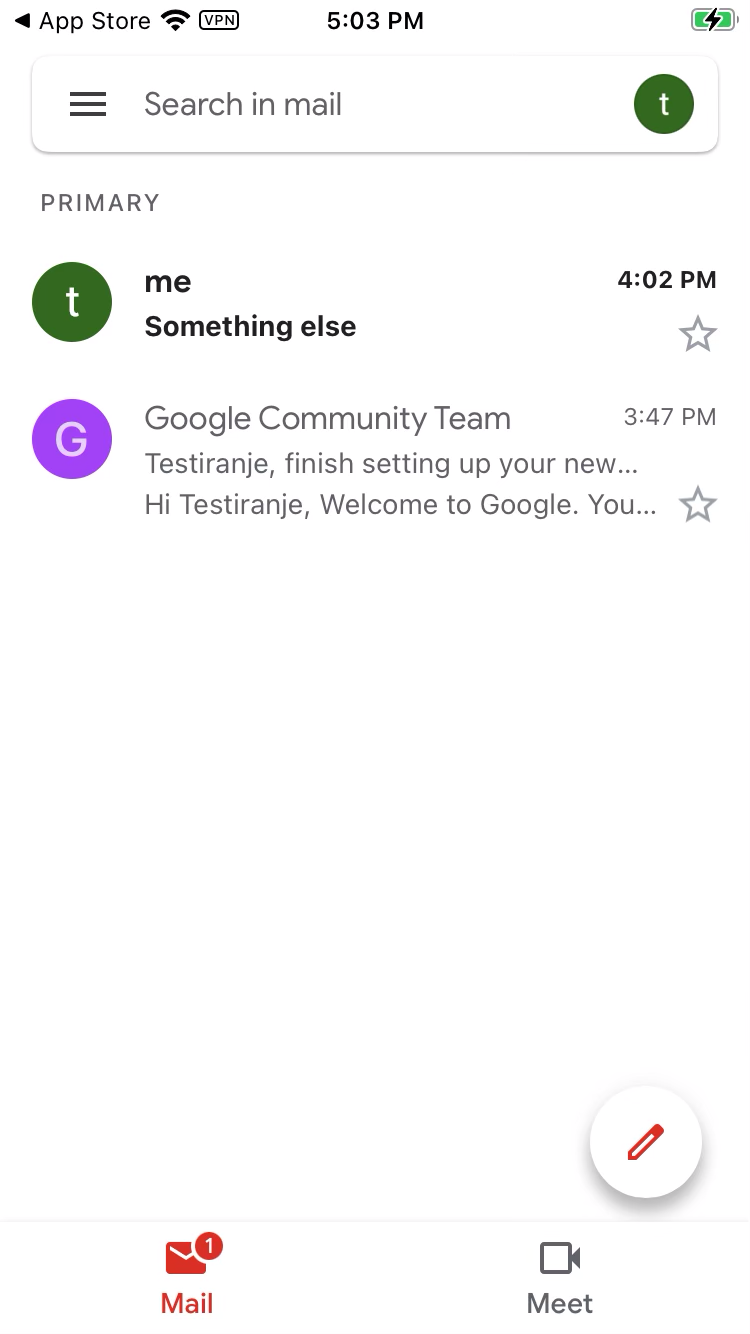 App Store VPN 5:03 PM
Search in mail t
PRIMARY
t me 4:02 PM
Something else
G Google Community Team 3:47 PM
Testiranje, finish setting up your new...
Hi Testiranje, Welcome to Google. You...
1
Mail Meet